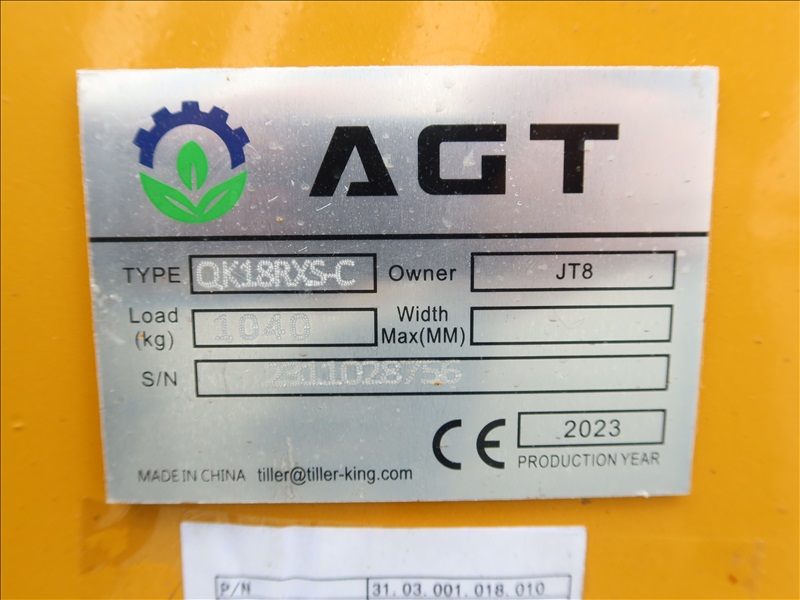 AGT
TYPE QK18RXS-C Owner JT8
Load (kg) 1040 Width Max(MM)
S/N 2311028756
CE 2023
PRODUCTION YEAR
MADE IN CHINA tiller@tiller-king.com
P/N 31.03.001.018.010